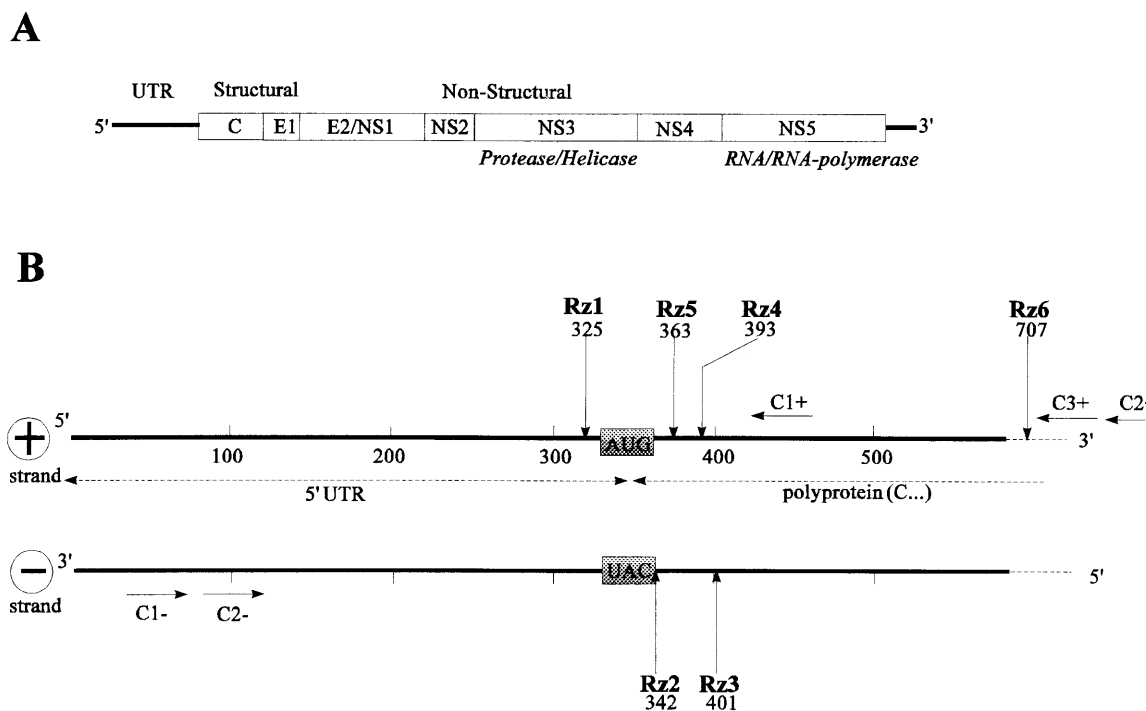 A
UTR Structural Non-Structural
5' C E1 E2/NS1 NS2 NS3 NS4 NS5 3'
Protease/Helicase RNA/RNA-polymerase
B
Rz1 Rz5 Rz4 Rz6
325 363 393 707
C1+ C3+ C2
5' + AUG 3'
strand 100 200 300 400 500
5' UTR polyprotein (C...)
3' − UAC 5'
strand C1- C2-
Rz2 Rz3
342 401